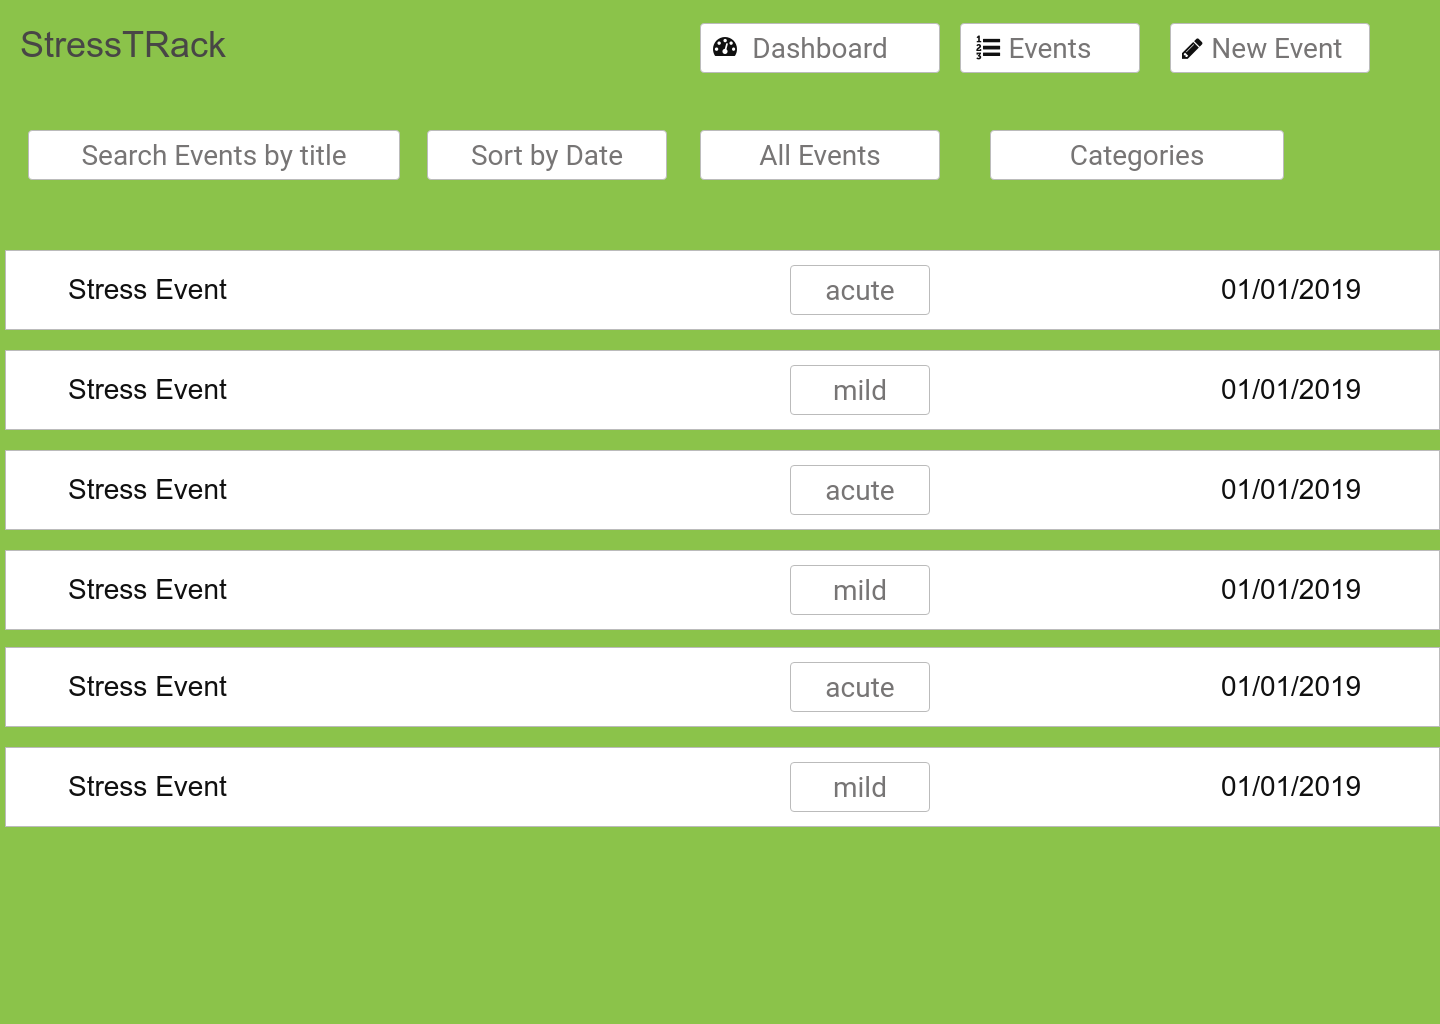 StressTRack
Dashboard
Events
New Event
Search Events by title
Sort by Date
All Events
Categories
Stress Event
acute
01/01/2019
Stress Event
mild
01/01/2019
Stress Event
acute
01/01/2019
Stress Event
mild
01/01/2019
Stress Event
acute
01/01/2019
Stress Event
mild
01/01/2019